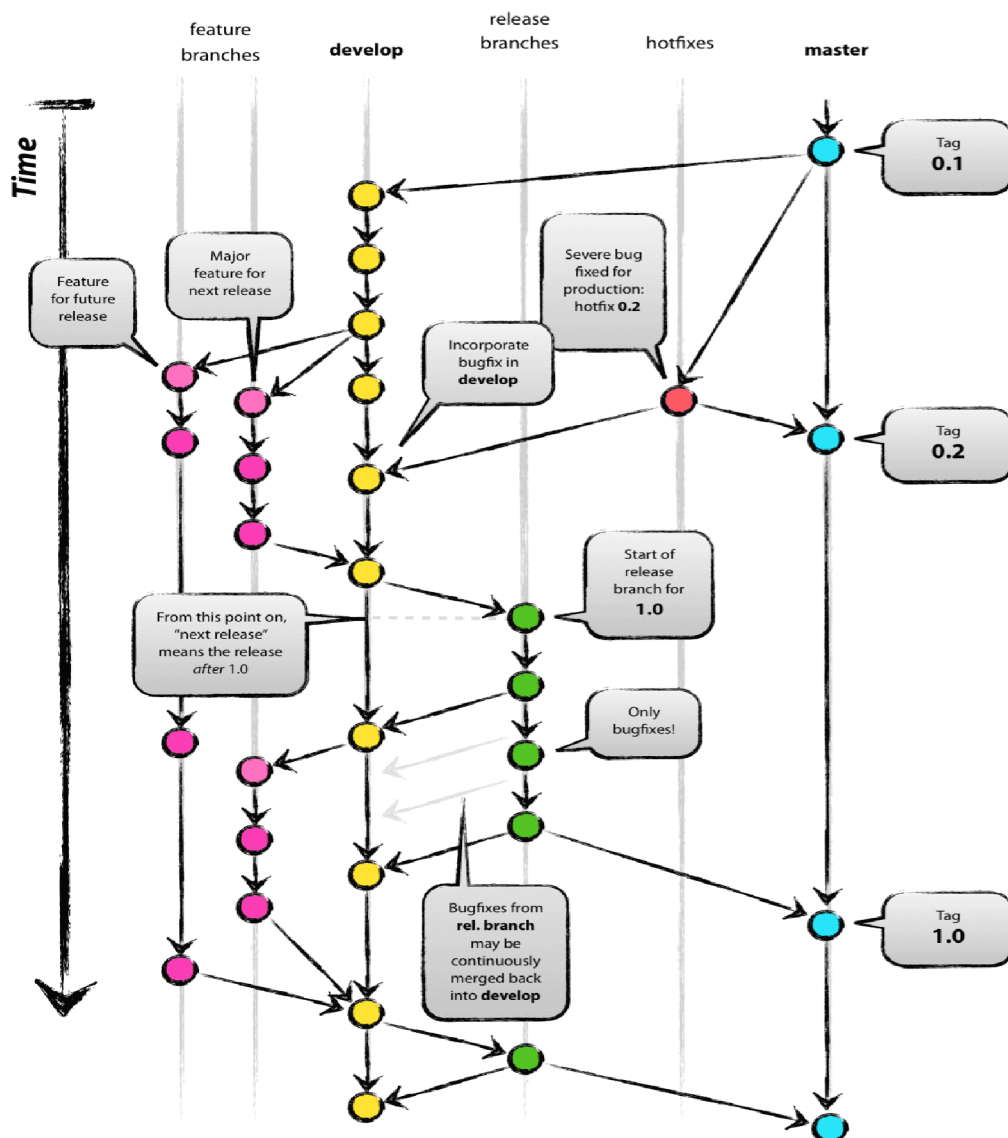 feature
branches
develop
release
branches
hotfixes
master
Time
Tag
0.1
Feature
for future
release
Major
feature for
next release
Severe bug
fixed for
production:
hotfix 0.2
Incorporate
bugfix in
develop
Tag
0.2
Start of
release
branch for
1.0
From this point on,
“next release”
means the release
after 1.0
Only
bugfixes!
Bugfixes from
rel. branch
may be
continuously
merged back
into develop
Tag
1.0